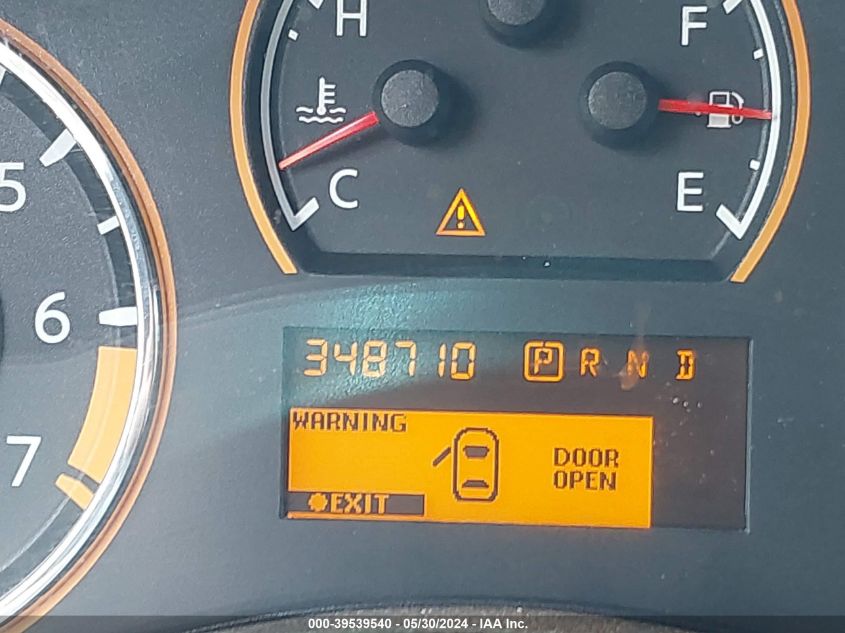 H
F
5
C
E
6
348710 P R N D
WARNING
DOOR
OPEN
7
EXIT
000-39539540 - 05/30/2024 - IAA Inc.